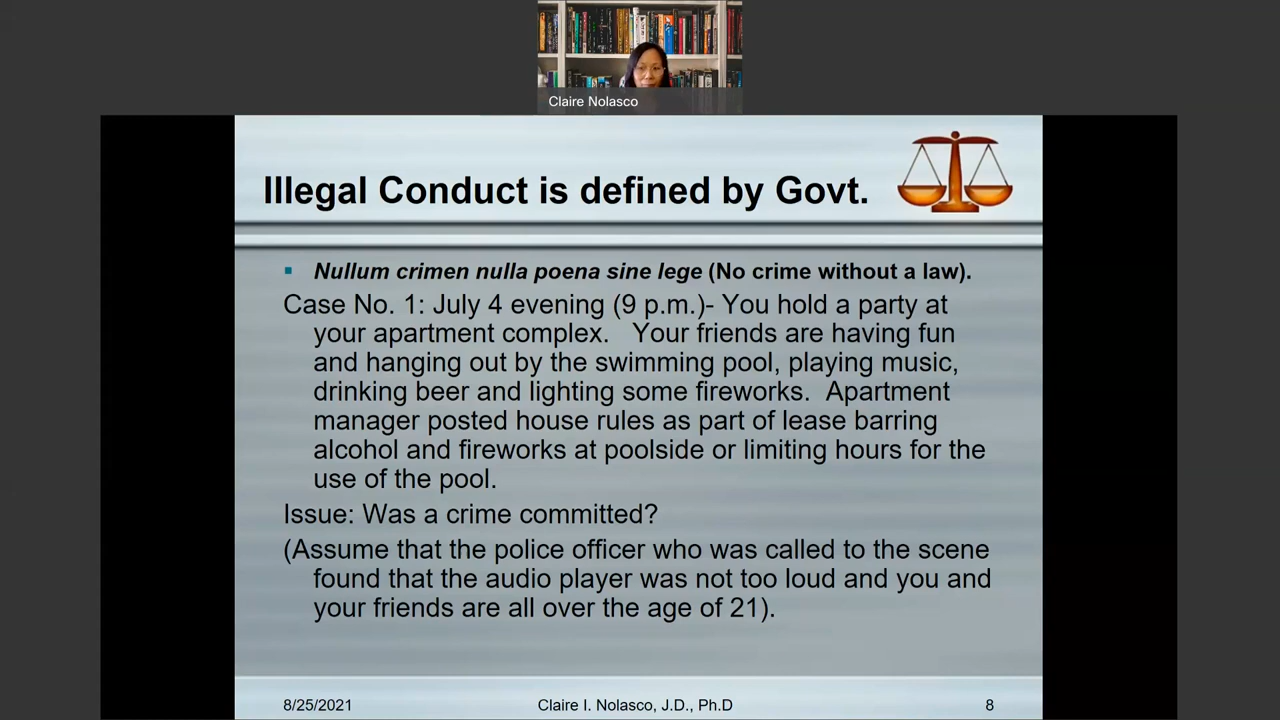 Claire Nolasco
Illegal Conduct is defined by Govt.
▪ Nullum crimen nulla poena sine lege (No crime without a law).
Case No. 1: July 4 evening (9 p.m.)- You hold a party at
your apartment complex. Your friends are having fun
and hanging out by the swimming pool, playing music,
drinking beer and lighting some fireworks. Apartment
manager posted house rules as part of lease barring
alcohol and fireworks at poolside or limiting hours for the
use of the pool.
Issue: Was a crime committed?
(Assume that the police officer who was called to the scene
found that the audio player was not too loud and you and
your friends are all over the age of 21).
8/25/2021
Claire I. Nolasco, J.D., Ph.D
8